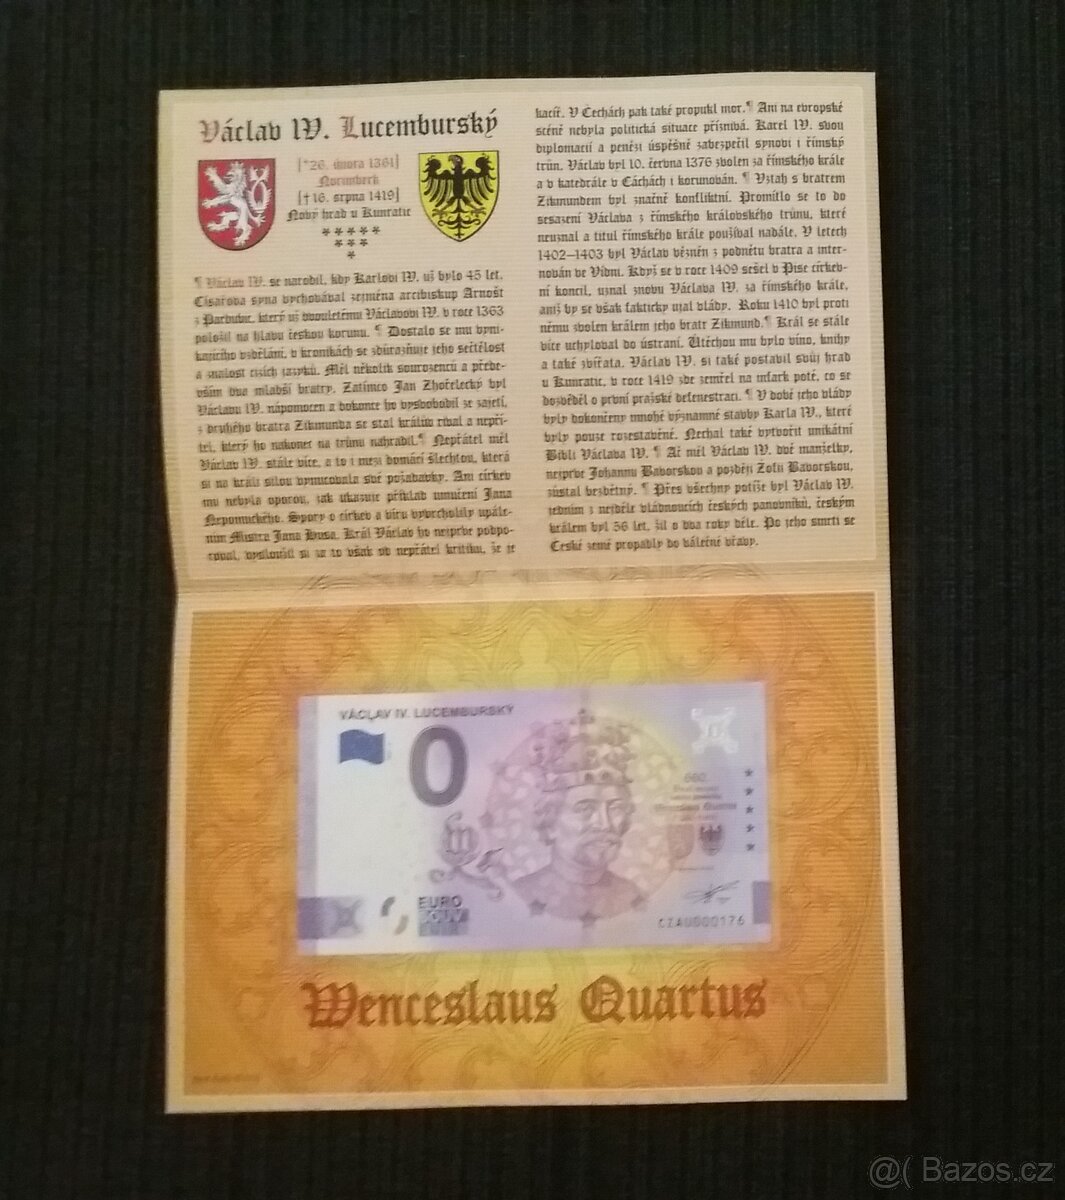 Václav IV. Lucemburský
[*26. února 1361]
Norimberk
[†16. srpna 1419]
Nový hrad u Kunratic
¶ Václav IV. se narodil, kdy Karlovi IV. už bylo 45 let.
Císařova syna vychovával zejména arcibiskup Arnošt
z Pardubic, který už dvouletému Václavovi IV. v roce 1363
položil na hlavu českou korunu. ¶ Dostalo se mu vyni-
kajícího vzdělání, v kronikách se zdůrazňuje jeho sečtělost
a znalost cizích jazyků. Měl několik sourozenců a přede-
vším dva mladší bratry. Zatímco Jan Zhořelecký byl
Václavu IV. nápomocen a dokonce ho vysvobodil ze zajetí,
z druhého bratra Zikmunda se stal králův rival a nepří-
tel, který ho nakonec na trůnu nahradil.¶ Nepřátel měl
Václav IV. stále více, a to i mezi domácí šlechtou, která
si na králi silou vymiňovala své požadavky. Ani církev
mu nebyla oporou, jak ukazuje příklad umučení Jana
Nepomuckého. Spory o církev a víru vyvrcholily upále-
ním Mistra Jana Husa. Král Václav ho nejprve podpo-
roval, vysloužil si za to však od nepřátel kritiku, že je
kacíř. V Čechách pak také propukl mor.¶ Ani na evropské
scéně nebyla politická situace příznivá. Karel IV. svou
diplomacií a penězi úspěšně zabezpečil synovi i římský
trůn. Václav byl 10. června 1376 zvolen za římského krále
a v katedrále v Cáchách i korunován. ¶ Vztah s bratrem
Zikmundem byl značně konfliktní. Promítlo se to do
sesazení Václava z římského královského trůnu, které
neuznal a titul římského krále používal nadále. V letech
1402–1403 byl Václav vězněn z podnětu bratra a inter-
nován ve Vídni. Když se v roce 1409 sešel v Pise církev-
ní koncil, uznal znovu Václava IV. za římského krále,
aniž by se však fakticky ujal vlády. Roku 1410 byl proti
němu zvolen králem jeho bratr Zikmund.¶ Král se stále
více uchyloval do ústraní. Útěchou mu bylo víno, knihy
a také zvířata. Václav IV. si také postavil svůj hrad
u Kunratic, v roce 1419 zde zemřel na infarkt poté, co se
dozvěděl o první pražské defenestraci. ¶ V době jeho vlády
byly dokončeny mnohé významné stavby Karla IV., které
byly pouze rozestavěné. Nechal také vytvořit unikátní
Bibli Václava IV. ¶ Ač měl Václav IV. dvě manželky,
nejprve Johannu Bavorskou a později Žofii Bavorskou,
zůstal bezdětný. ¶ Přes všechny potíže byl Václav IV.
jedním z nejdéle vládnoucích českých panovníků, českým
králem byl 56 let, žil o dva roky déle. Po jeho smrti se
České země propadly do válečné vřavy.
VÁCLAV IV. LUCEMBURSKÝ
0
660.
EURO
CZAU000176
Wenceslaus Quartus
@( Bazos.cz